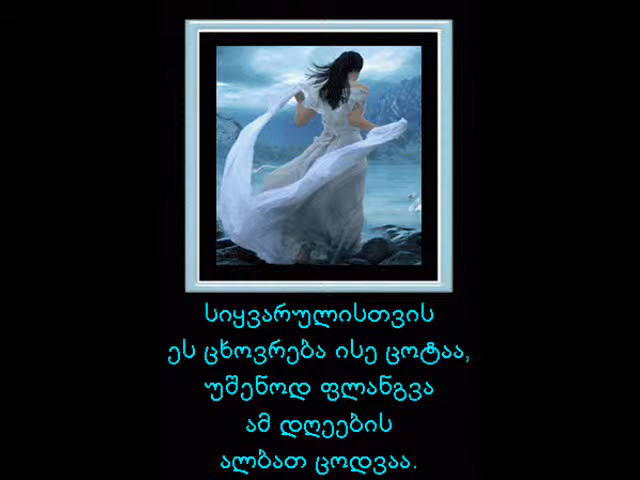 სიყვარულისთვის
ეს ცხოვრება ისე ცოტაა,
უშენოდ ფლანგვა
ამ დღეების
ალბათ ცოდვაა.